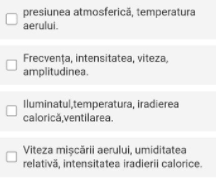 presiunea atmosferică, temperatura
aerului.
Frecvența, intensitatea, viteza,
amplitudinea.
Iluminatul,temperatura, iradierea
calorică,ventilarea.
Viteza mișcării aerului, umiditatea
relativă, intensitatea iradierii calorice.